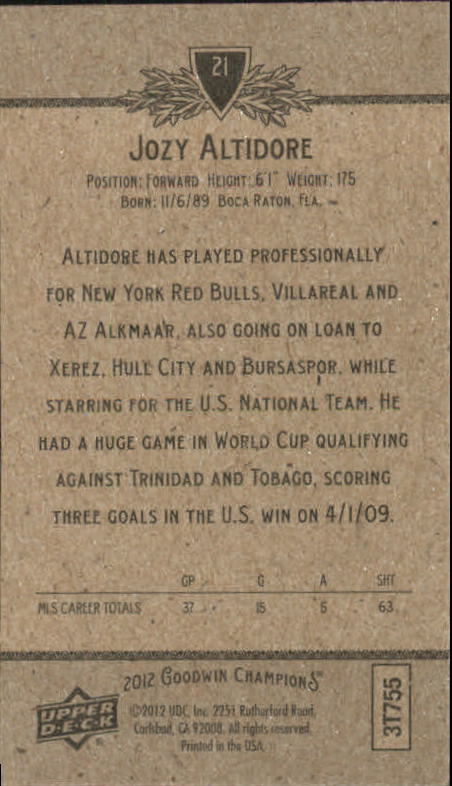 21
JOZY ALTIDORE
POSITION: FORWARD HEIGHT: 6'1" WEIGHT: 175
BORN: 11/6/89 BOCA RATON, FLA.
ALTIDORE HAS PLAYED PROFESSIONALLY
FOR NEW YORK RED BULLS, VILLAREAL AND
AZ ALKMAAR, ALSO GOING ON LOAN TO
XEREZ, HULL CITY AND BURSASPOR, WHILE
STARRING FOR THE U.S. NATIONAL TEAM. HE
HAD A HUGE GAME IN WORLD CUP QUALIFYING
AGAINST TRINIDAD AND TOBAGO, SCORING
THREE GOALS IN THE U.S. WIN ON 4/1/09.
GP G A SHT
MLS CAREER TOTALS 37 15 5 63
2012 GOODWIN CHAMPIONS™
UPPER DECK
©2012 UDC, Inc. 2251 Rutherford Road,
Carlsbad, CA 92008. All rights reserved.
Printed in the USA.
3T755